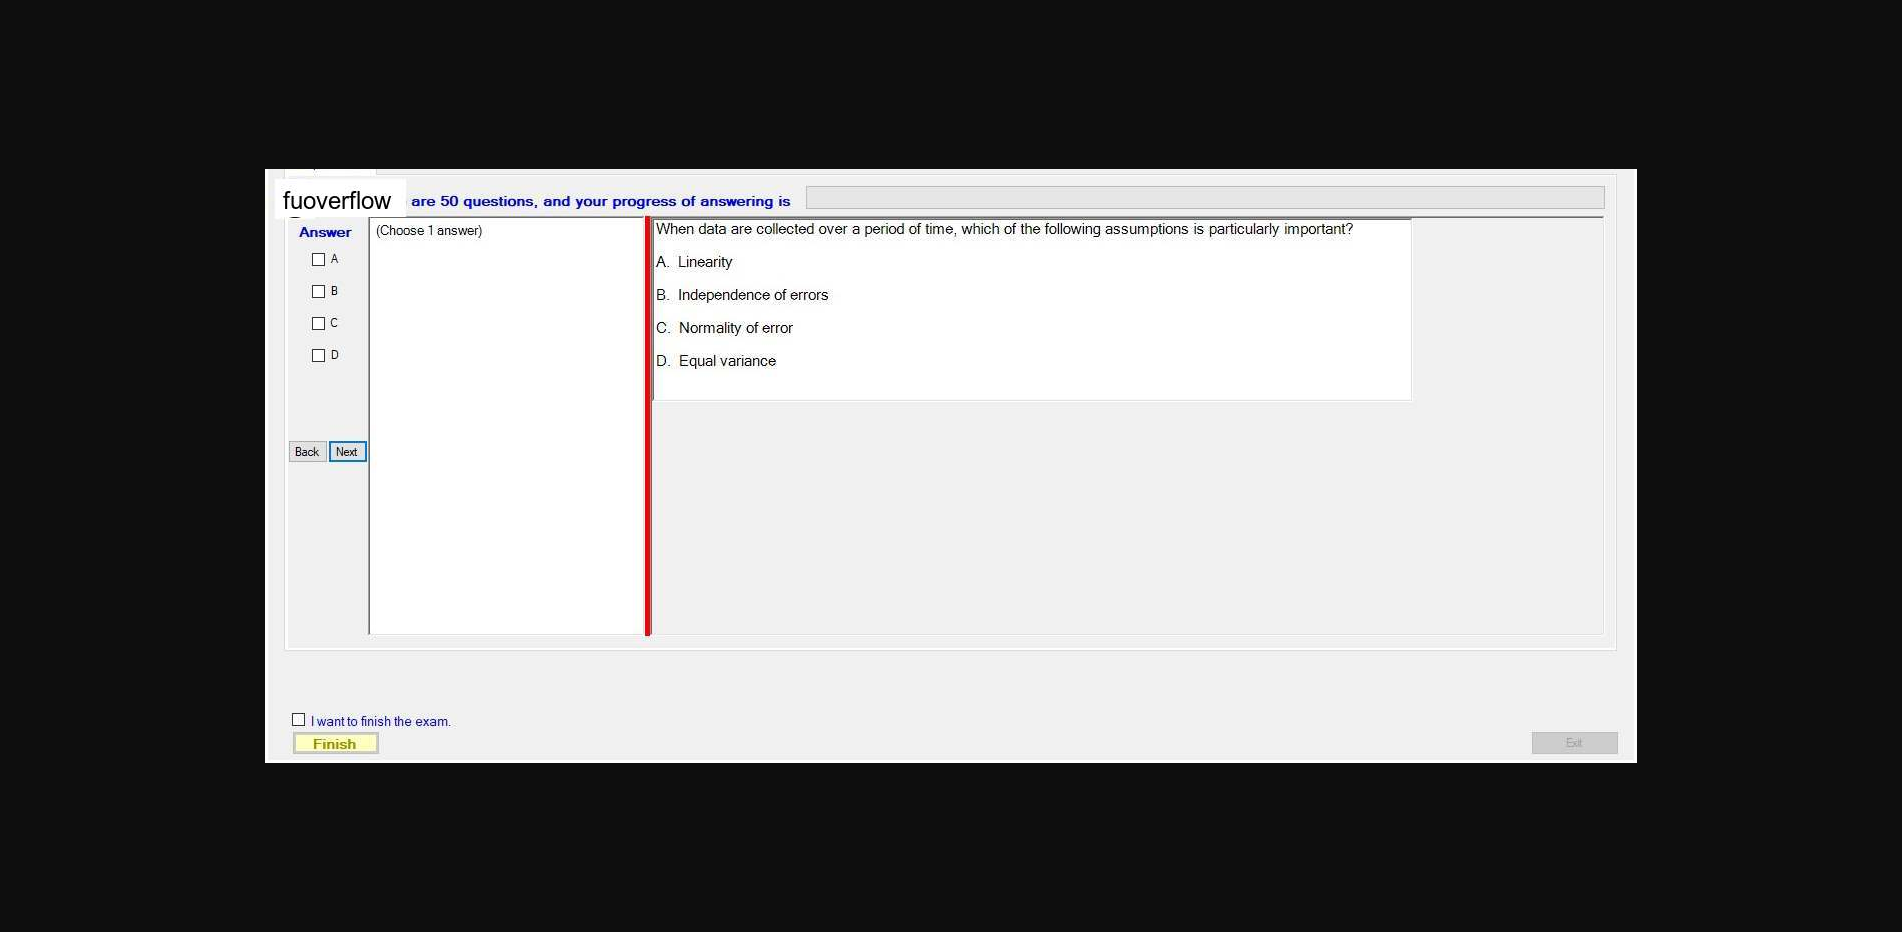 fuoverflow are 50 questions, and your progress of answering is
Answer
(Choose 1 answer)
A
B
C
D
Back Next
When data are collected over a period of time, which of the following assumptions is particularly important?
A. Linearity
B. Independence of errors
C. Normality of error
D. Equal variance
I want to finish the exam.
Finish
Exit